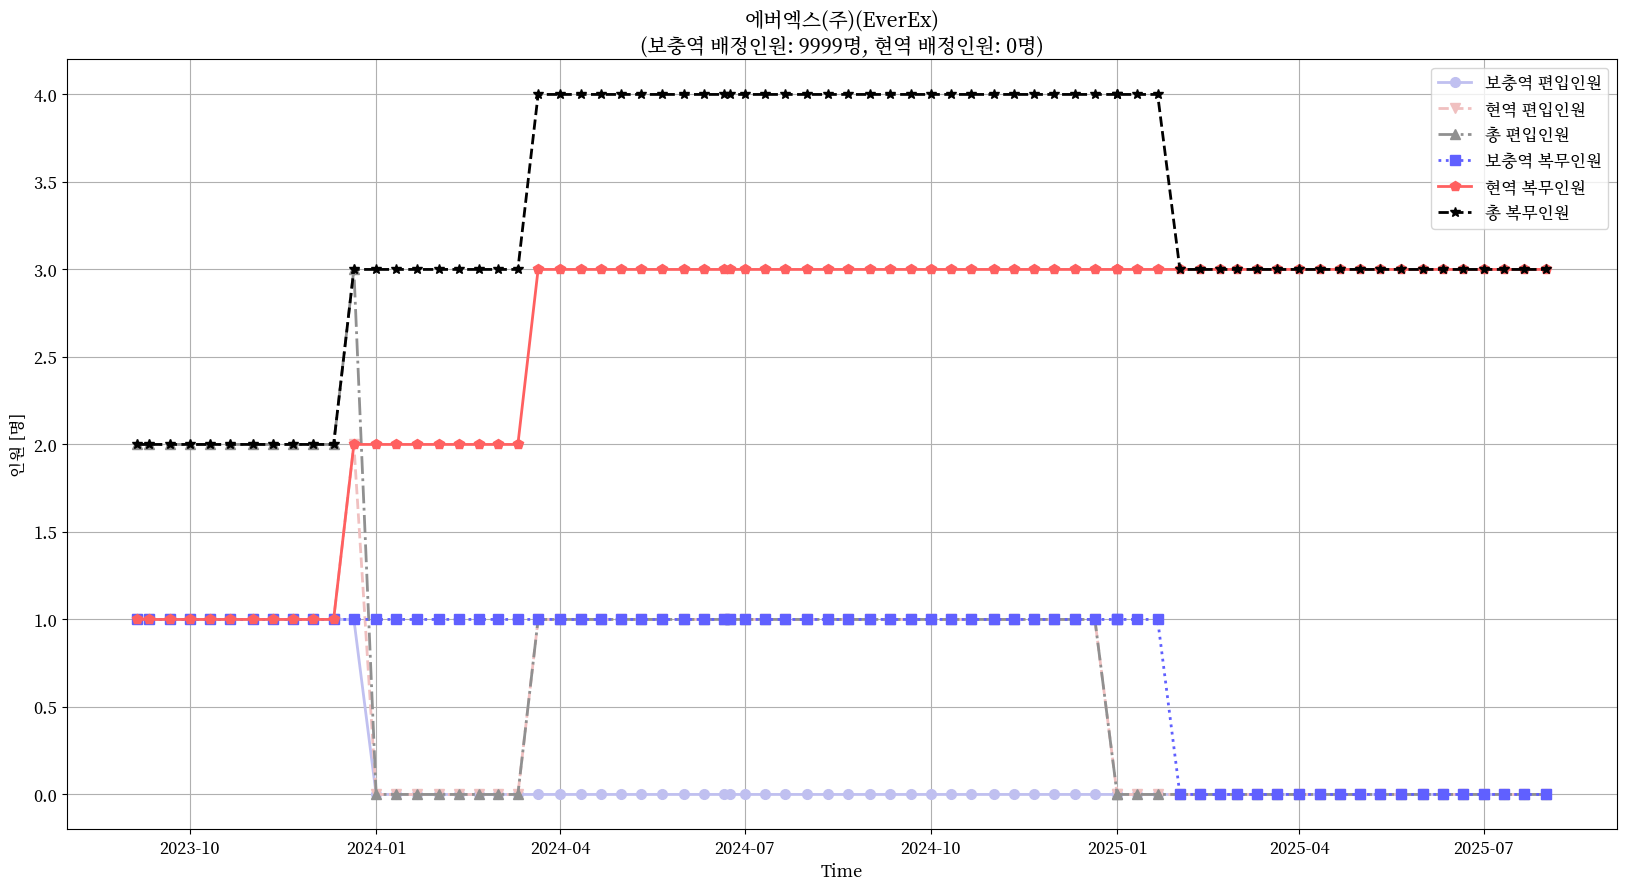 에버엑스(주)(EverEx)
(보충역 배정인원: 9999명, 현역 배정인원: 0명)
보충역 편입인원
현역 편입인원
총 편입인원
보충역 복무인원
현역 복무인원
총 복무인원
인원 [명]
4.0
3.5
3.0
2.5
2.0
1.5
1.0
0.5
0.0
2023-10
2024-01
2024-04
2024-07
2024-10
2025-01
2025-04
2025-07
Time